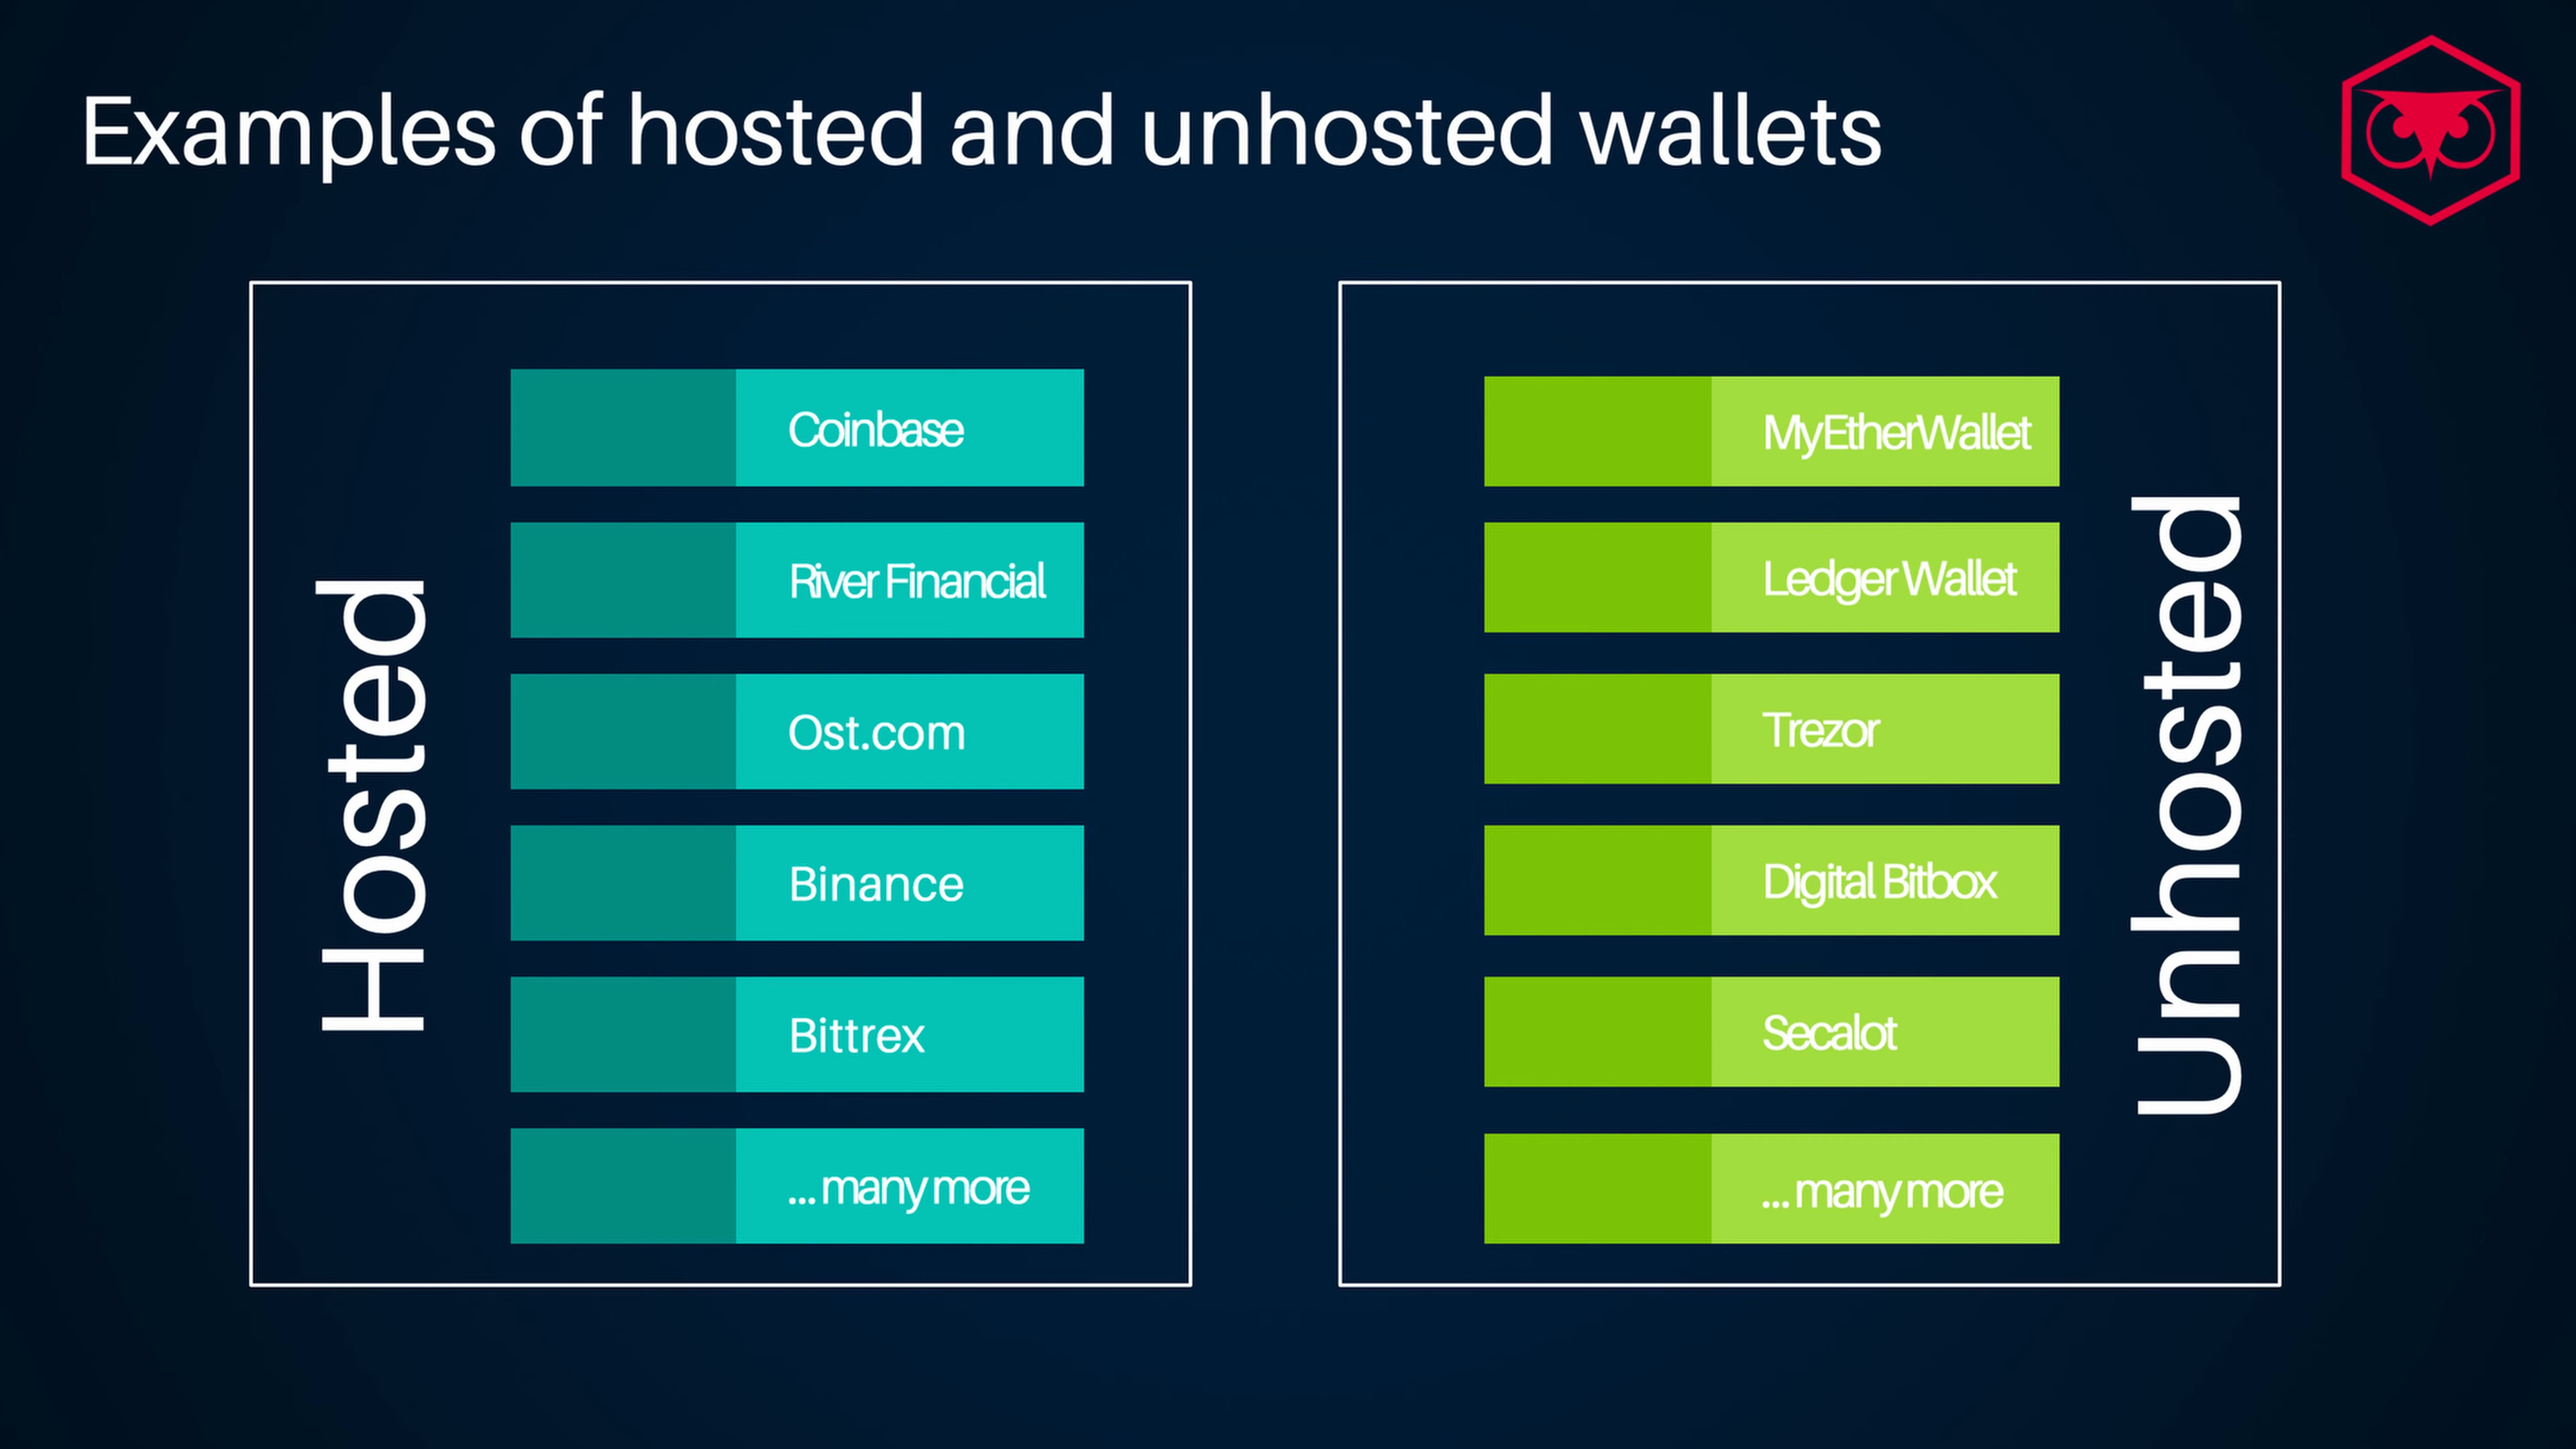 Examples of hosted and unhosted wallets
Hosted
Coinbase
River Financial
Ost.com
Binance
Bittrex
... many more
MyEtherWallet
Ledger Wallet
Trezor
Digital Bitbox
Secalot
... many more
Unhosted